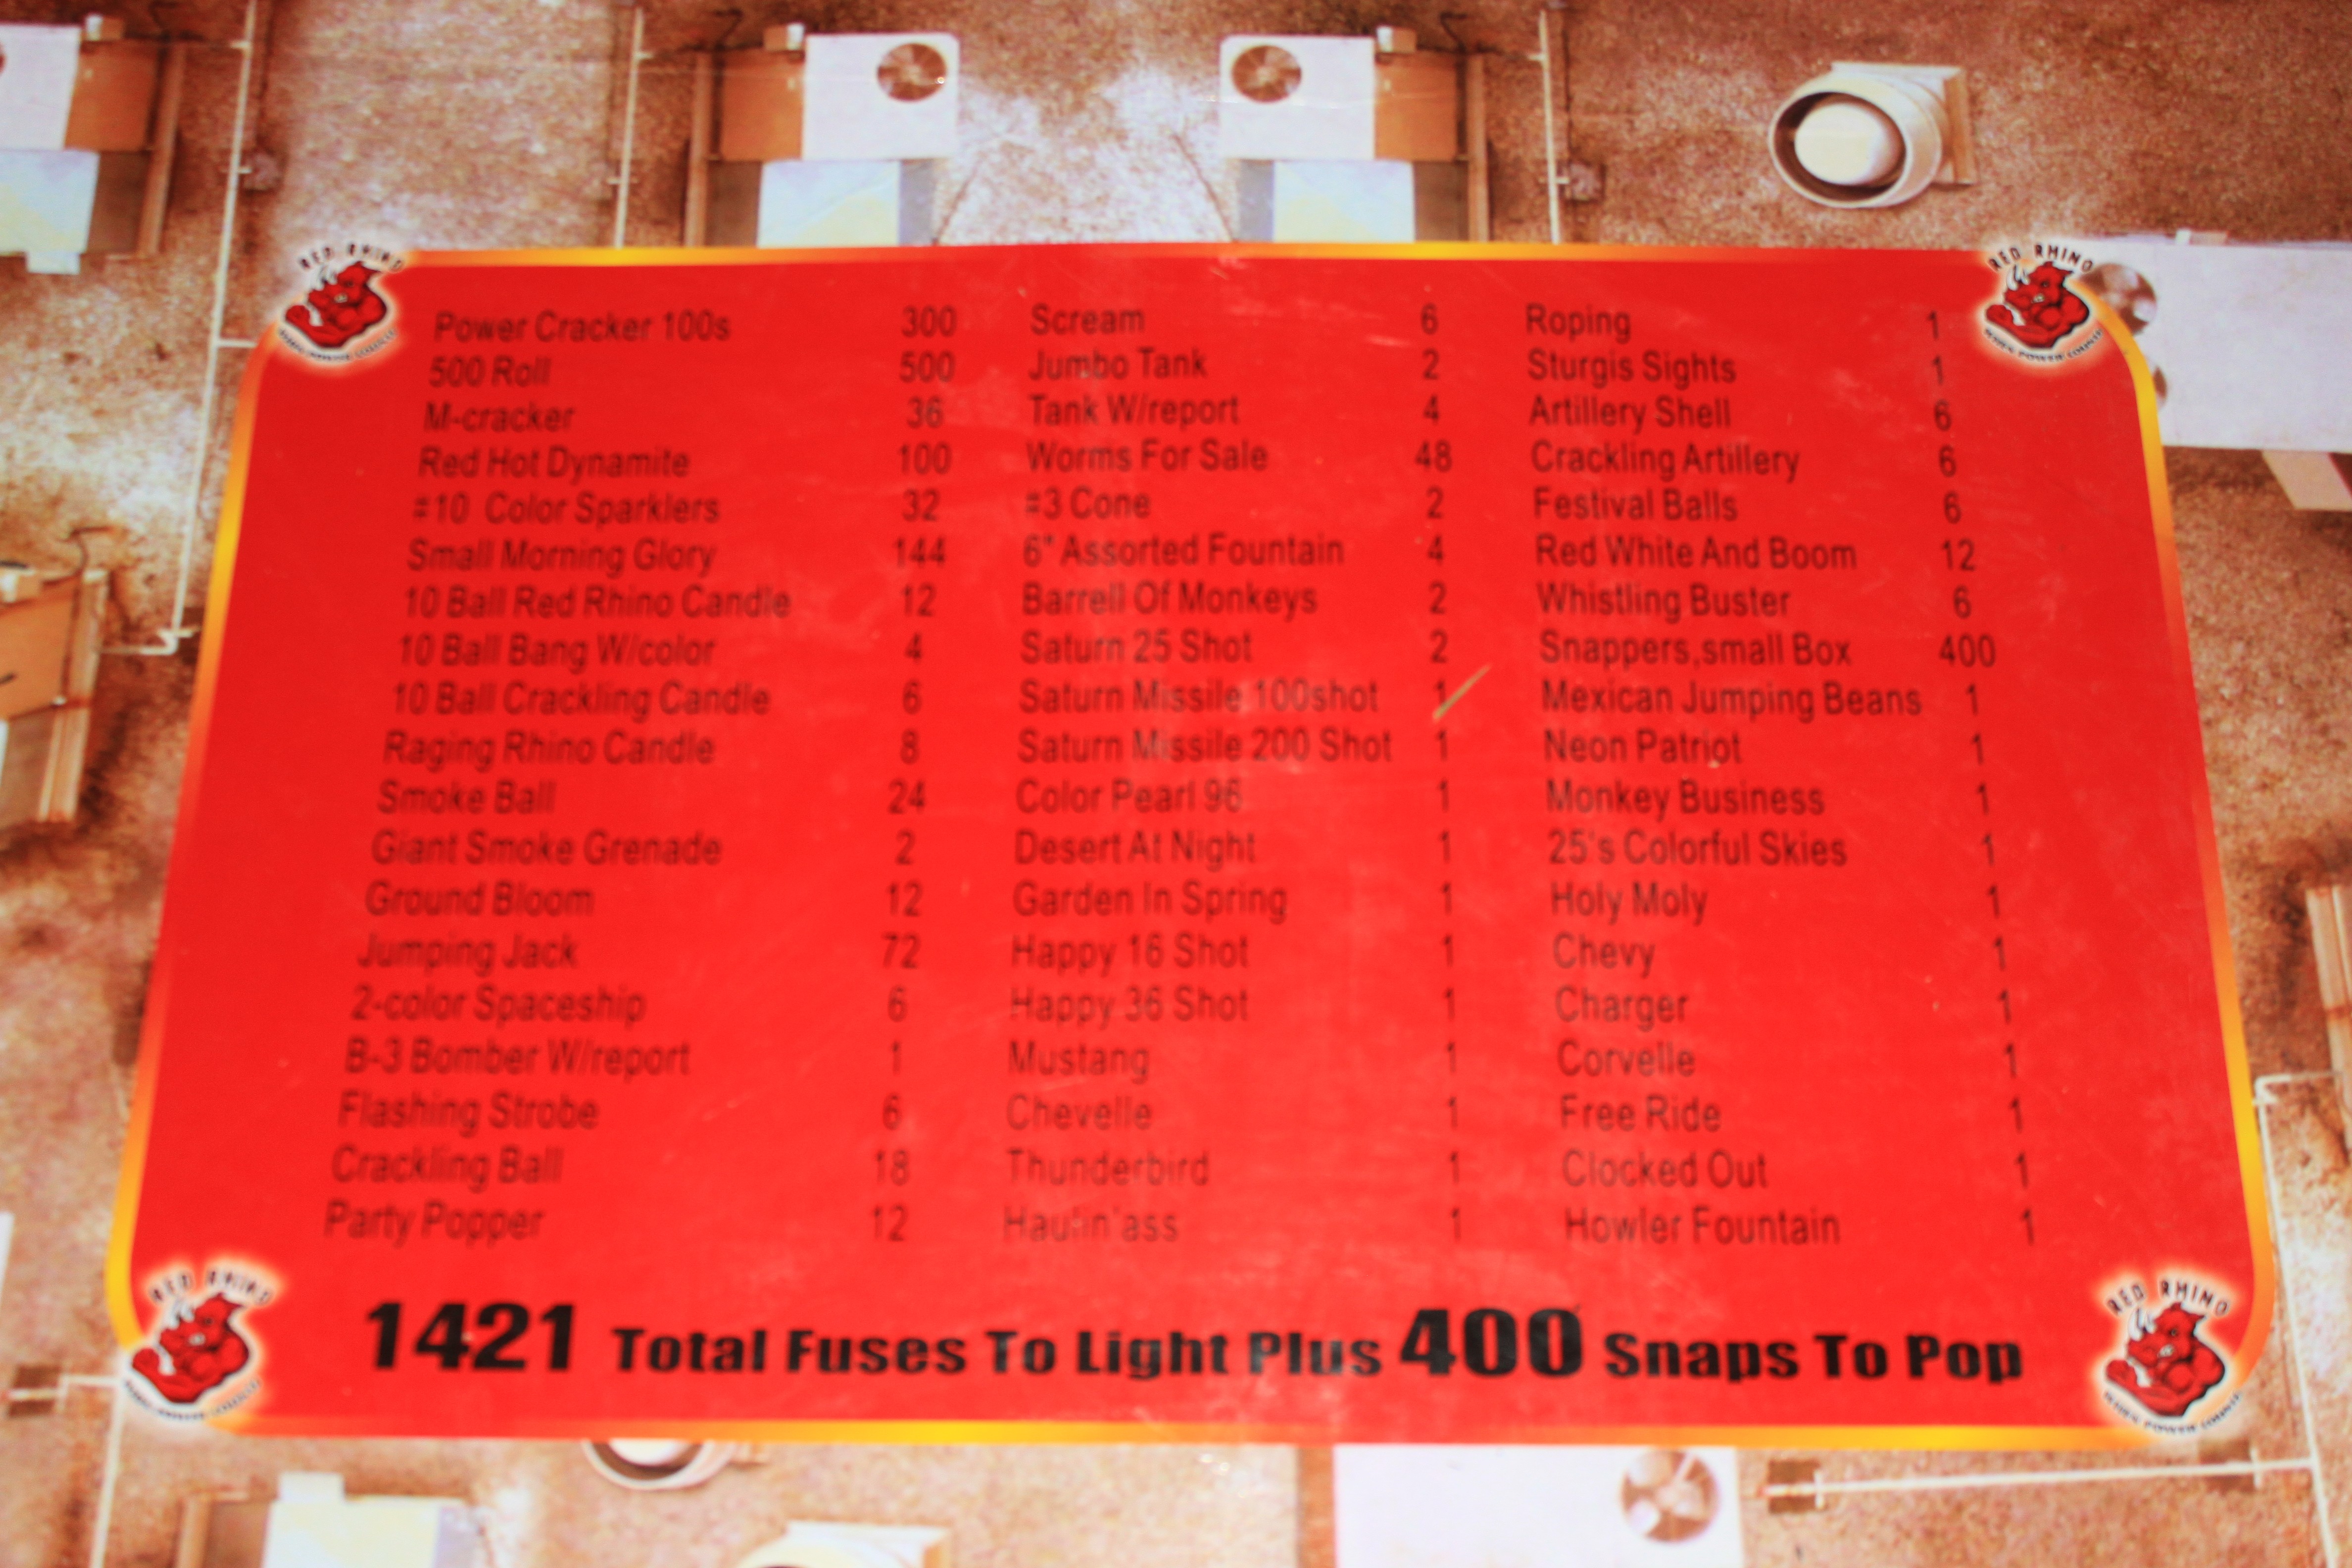 RED RHINO
RED RHINO
Power Cracker 100s 300
500 Roll 500
M-cracker 36
Red Hot Dynamite 100
#10 Color Sparklers 32
Small Morning Glory 144
10 Ball Red Rhino Candle 12
10 Ball Bang W/color 4
10 Ball Crackling Candle 6
Raging Rhino Candle 8
Smoke Ball 24
Giant Smoke Grenade 2
Ground Bloom 12
Jumping Jack 72
2-color Spaceship 6
B-3 Bomber W/report 1
Flashing Strobe 6
Crackling Ball 18
Party Popper 12
Scream 6
Jumbo Tank 2
Tank W/report 4
Worms For Sale 48
#3 Cone 2
6" Assorted Fountain 4
Barrell Of Monkeys 2
Saturn 25 Shot 2
Saturn Missile 100shot 1
Saturn Missile 200 Shot 1
Color Pearl 96 1
Desert At Night 1
Garden In Spring 1
Happy 16 Shot 1
Happy 36 Shot 1
Mustang 1
Chevelle 1
Thunderbird 1
Haulin'ass 1
Roping 1
Sturgis Sights 1
Artillery Shell 6
Crackling Artillery 6
Festival Balls 6
Red White And Boom 12
Whistling Buster 6
Snappers,small Box 400
Mexican Jumping Beans 1
Neon Patriot 1
Monkey Business 1
25's Colorful Skies 1
Holy Moly 1
Chevy 1
Charger 1
Corvelle 1
Free Ride 1
Clocked Out 1
Howler Fountain 1
1421 Total Fuses To Light Plus 400 Snaps To Pop
RED RHINO
RED RHINO